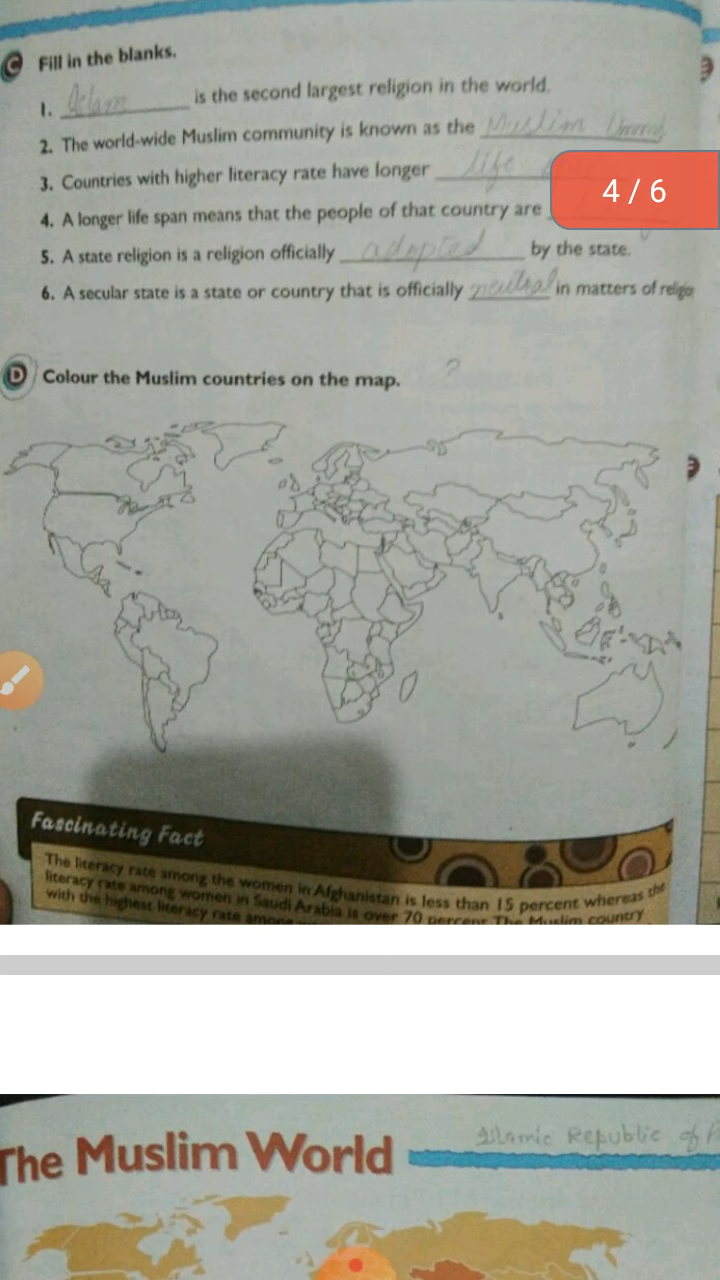 C Fill in the blanks.
1. Islam is the second largest religion in the world.
2. The world-wide Muslim community is known as the Muslim
3. Countries with higher literacy rate have longer life
4 / 6
4. A longer life span means that the people of that country are
5. A state religion is a religion officially adopted by the state.
6. A secular state is a state or country that is officially neutral in matters of religio
D Colour the Muslim countries on the map. ?
Fascinating Fact
The literacy rate among the women in Afghanistan is less than 15 percent whereas the
literacy rate among women in Saudi Arabia is over 70 percent The Muslim country
with the highest literacy rate among
The Muslim World
Islamic Republic of